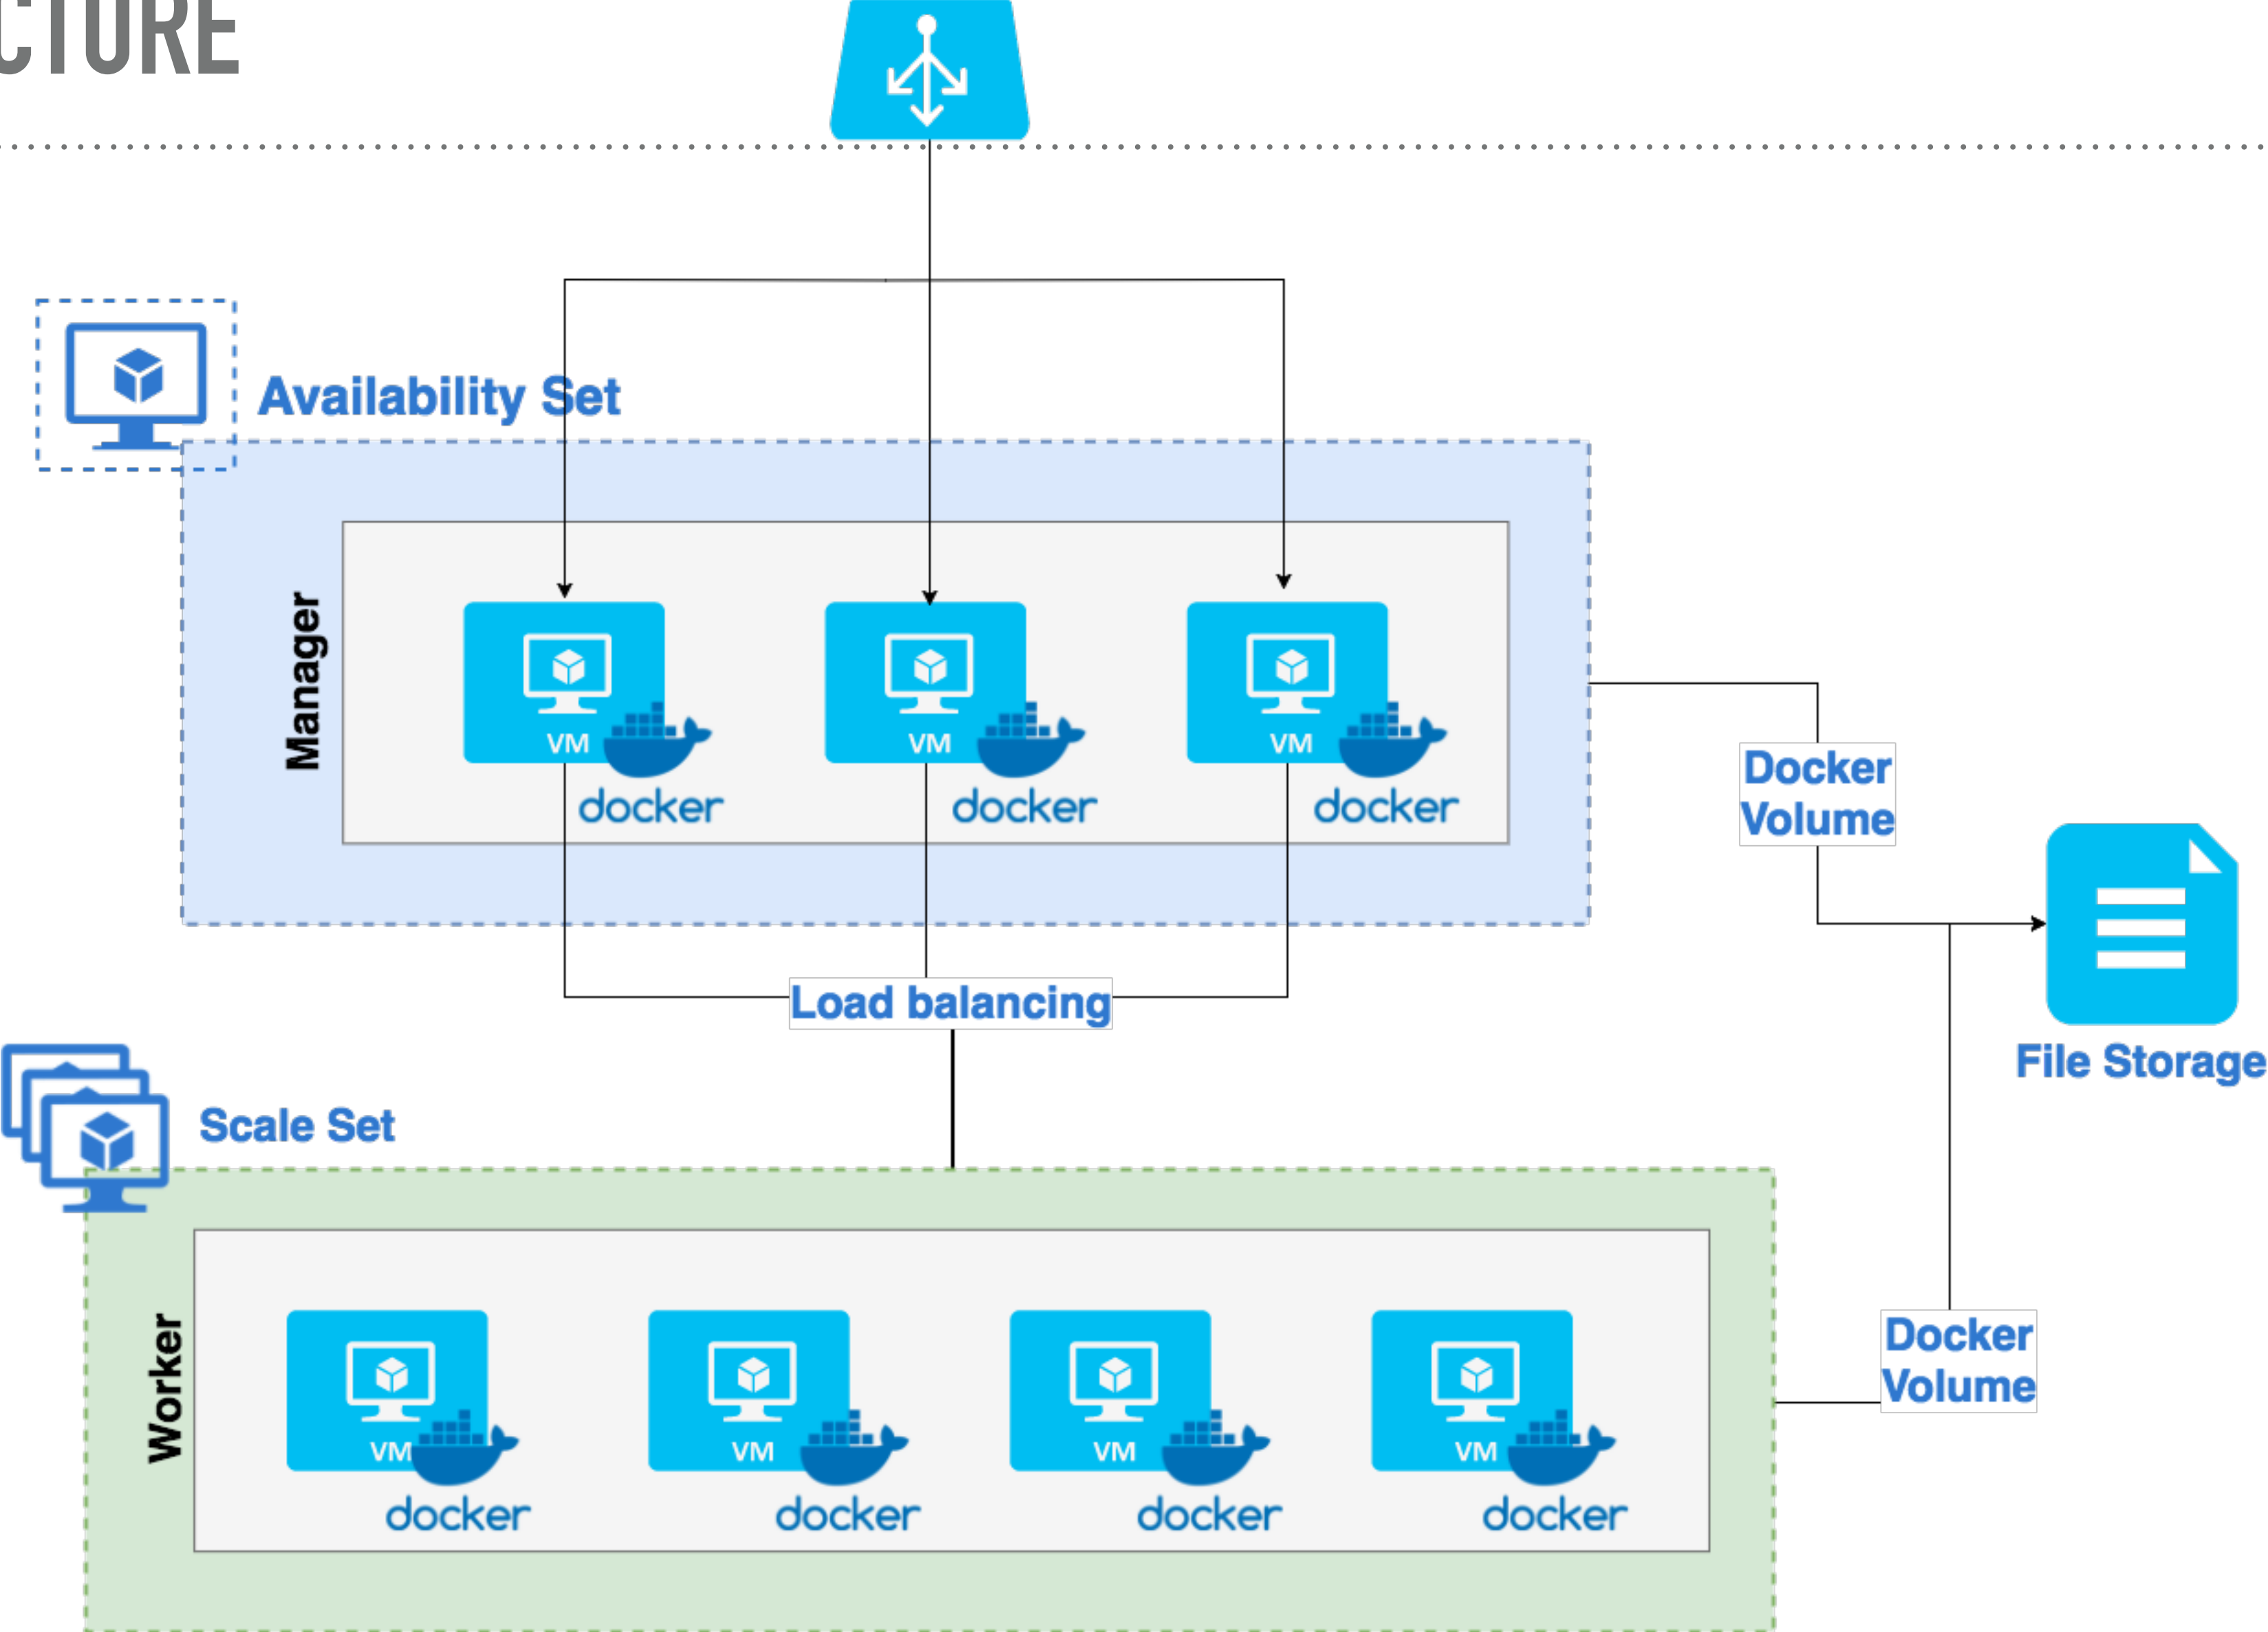 CTURE
Availability Set
Manager
VM
docker
VM
docker
VM
docker
Docker
Volume
Load balancing
File Storage
Scale Set
Worker
VM
docker
VM
docker
VM
docker
VM
docker
Docker
Volume